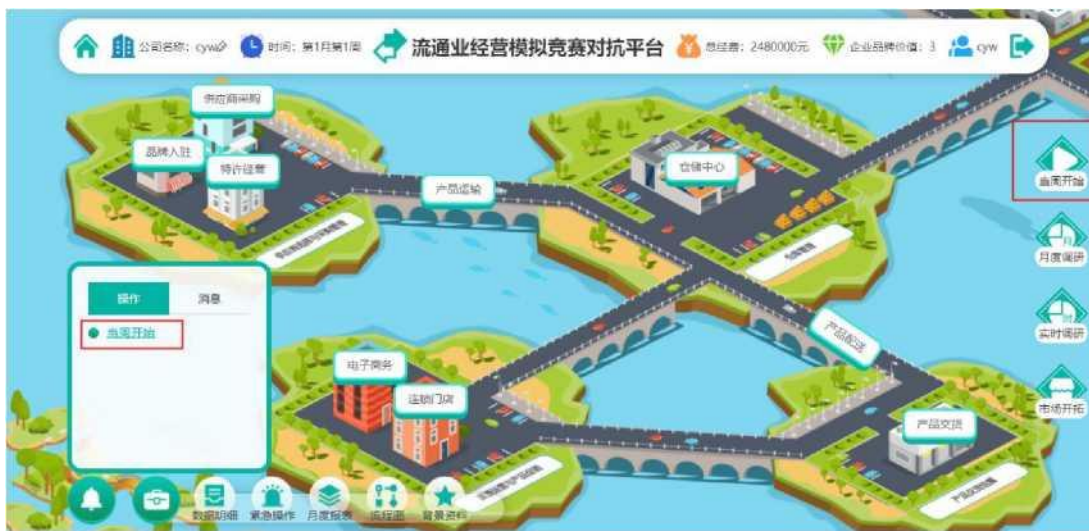 公司名称：cyw
时间：第1月第1周
流通业经营模拟竞赛对抗平台
总经费：2480000元
企业品牌价值：3
cyw
供应商采购
品牌入驻
特许经营
产品运输
仓储中心
当周开始
月度调研
实时调研
市场开拓
操作
消息
当周开始
产品配送
电子商务
连锁门店
产品交货
数据明细
紧急操作
月度报表
流程图
背景资料